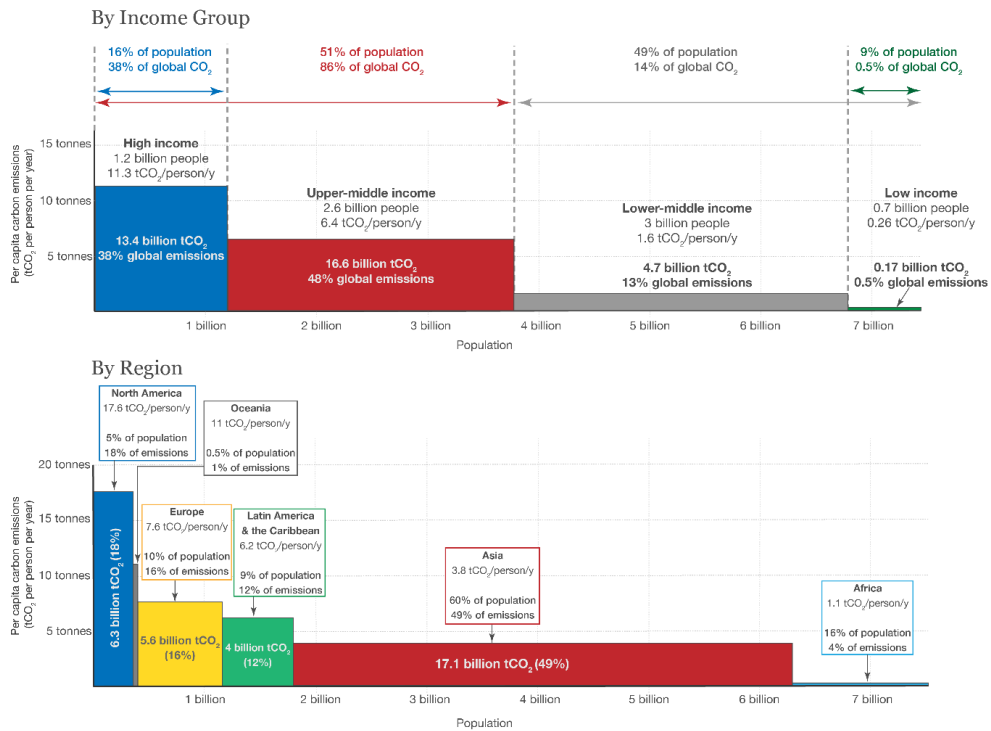 By Income Group
16% of population
38% of global CO₂
51% of population
86% of global CO₂
49% of population
14% of global CO₂
9% of population
0.5% of global CO₂
Per capita carbon emissions
(tCO₂ per person per year)
15 tonnes
10 tonnes
5 tonnes
High income
1.2 billion people
11.3 tCO₂/person/y
13.4 billion tCO₂
38% global emissions
Upper-middle income
2.6 billion people
6.4 tCO₂/person/y
16.6 billion tCO₂
48% global emissions
Lower-middle income
3 billion people
1.6 tCO₂/person/y
4.7 billion tCO₂
13% global emissions
Low income
0.7 billion people
0.26 tCO₂/person/y
0.17 billion tCO₂
0.5% global emissions
1 billion
2 billion
3 billion
4 billion
5 billion
6 billion
7 billion
Population
By Region
North America
17.6 tCO₂/person/y
5% of population
18% of emissions
Oceania
11 tCO₂/person/y
0.5% of population
1% of emissions
Per capita carbon emissions
(tCO₂ per person per year)
20 tonnes
15 tonnes
10 tonnes
5 tonnes
6.3 billion tCO₂ (18%)
Europe
7.6 tCO₂/person/y
10% of population
16% of emissions
5.6 billion tCO₂
(16%)
Latin America
& the Caribbean
6.2 tCO₂/person/y
9% of population
12% of emissions
4 billion tCO₂
(12%)
Asia
3.8 tCO₂/person/y
60% of population
49% of emissions
17.1 billion tCO₂ (49%)
Africa
1.1 tCO₂/person/y
16% of population
4% of emissions
1 billion
2 billion
3 billion
4 billion
5 billion
6 billion
7 billion
Population